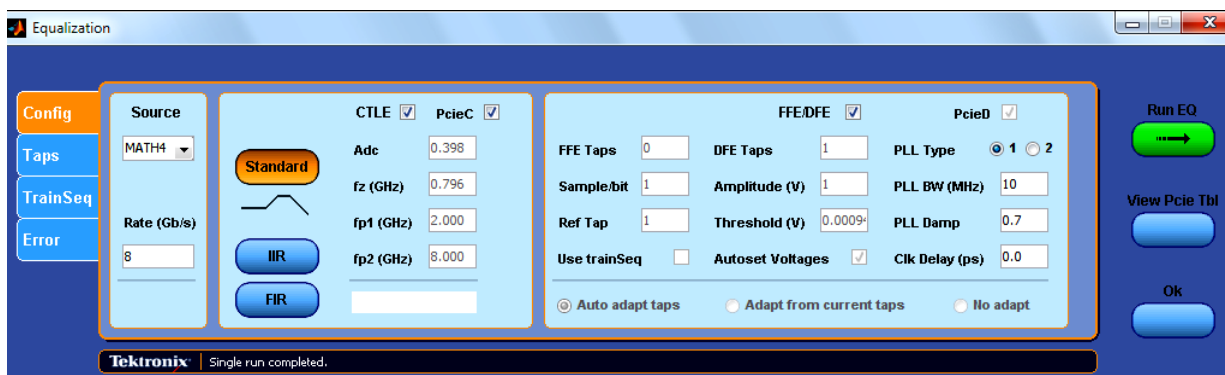 Equalization
Config
Taps
TrainSeq
Error
Source
MATH4
Rate (Gb/s)
8
CTLE PcieC
Standard
IIR
FIR
Adc 0.398
fz (GHz) 0.796
fp1 (GHz) 2.000
fp2 (GHz) 8.000
FFE/DFE PcieD
FFE Taps 0 DFE Taps 1 PLL Type 1 2
Sample/bit 1 Amplitude (V) 1 PLL BW (MHz) 10
Ref Tap 1 Threshold (V) PLL Damp 0.7
Use trainSeq Autoset Voltages Clk Delay (ps) 0.0
Auto adapt taps Adapt from current taps No adapt
Run EQ
View Pcie Tbl
Ok
Tektronix Single run completed.